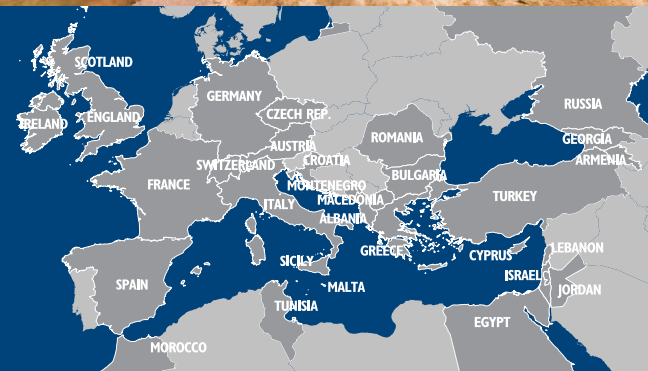 SCOTLAND
IRELAND
ENGLAND
GERMANY
CZECH REP.
RUSSIA
AUSTRIA
ROMANIA
GEORGIA
SWITZERLAND
CROATIA
ARMENIA
FRANCE
MONTENEGRO
BULGARIA
ITALY
MACEDONIA
TURKEY
ALBANIA
SICILY
GREECE
CYPRUS
LEBANON
SPAIN
MALTA
ISRAEL
JORDAN
TUNISIA
EGYPT
MOROCCO